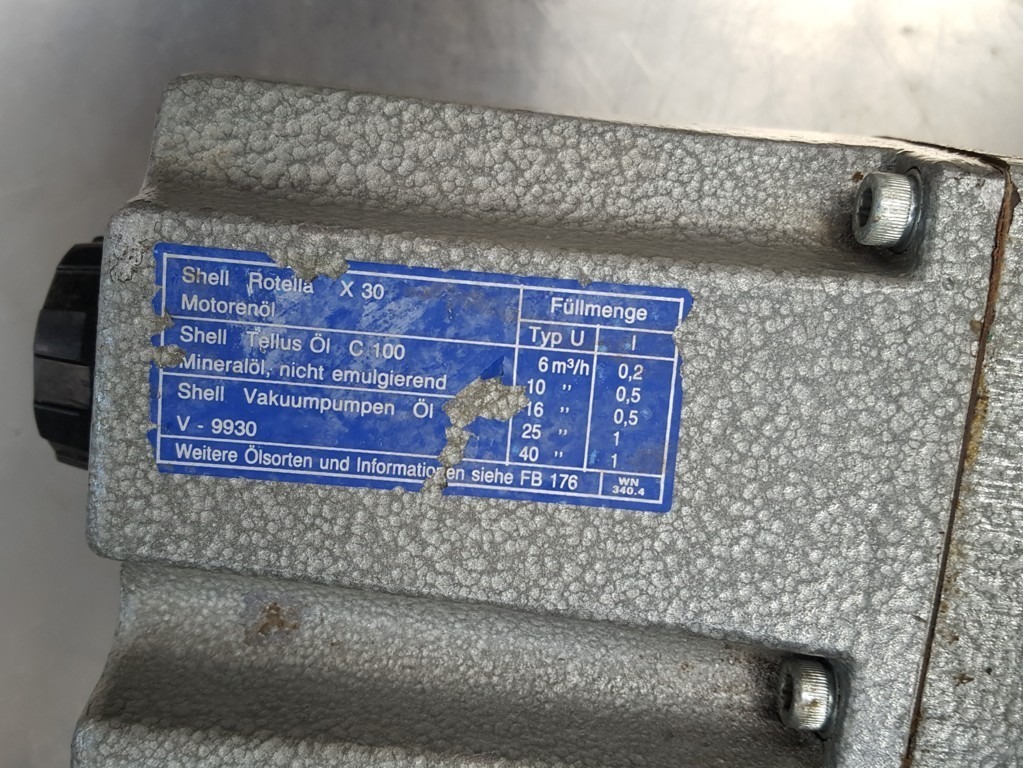 Shell Rotella X 30
Motorenöl
Shell Tellus Öl C 100
Mineralöl, nicht emulgierend
Shell Vakuumpumpen Öl
V - 9930
Füllmenge
Typ U l
6 m³/h 0,2
10 " 0,5
16 " 0,5
25 " 1
40 " 1
Weitere Ölsorten und Informationen siehe FB 176
WN
340.4